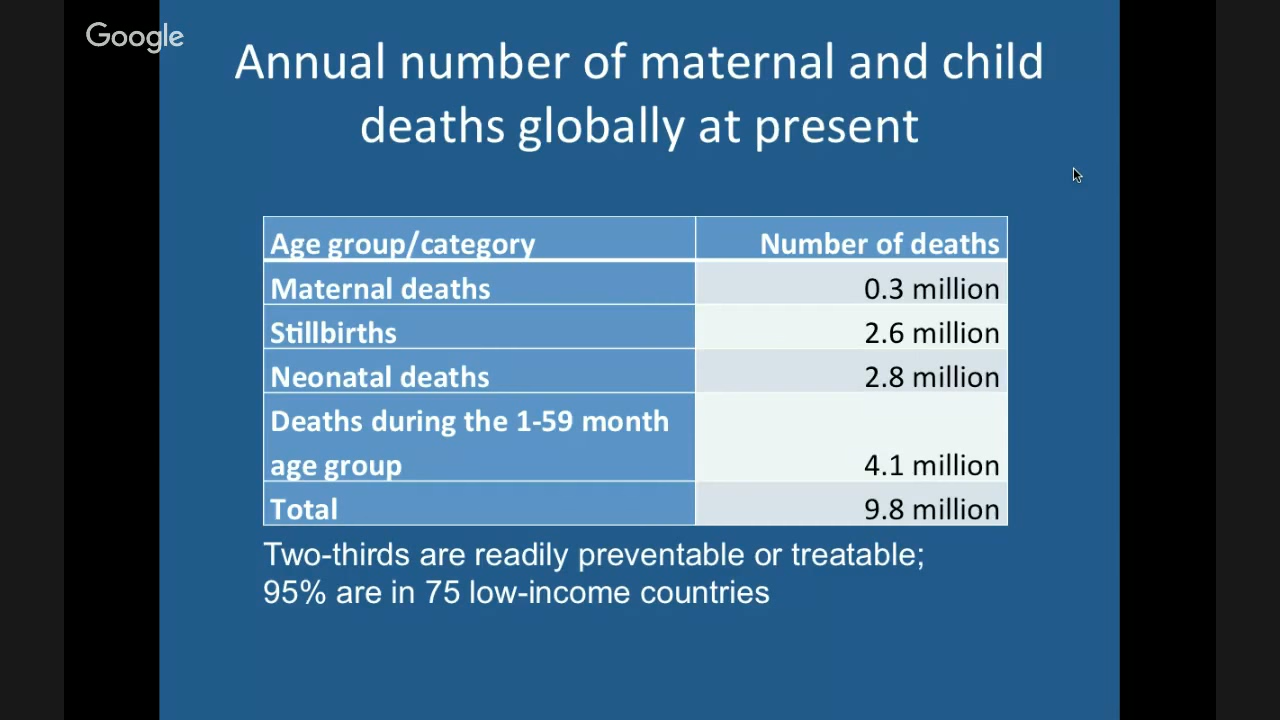 Google
Annual number of maternal and child
deaths globally at present
Age group/category Number of deaths
Maternal deaths 0.3 million
Stillbirths 2.6 million
Neonatal deaths 2.8 million
Deaths during the 1-59 month
age group 4.1 million
Total 9.8 million
Two-thirds are readily preventable or treatable;
95% are in 75 low-income countries